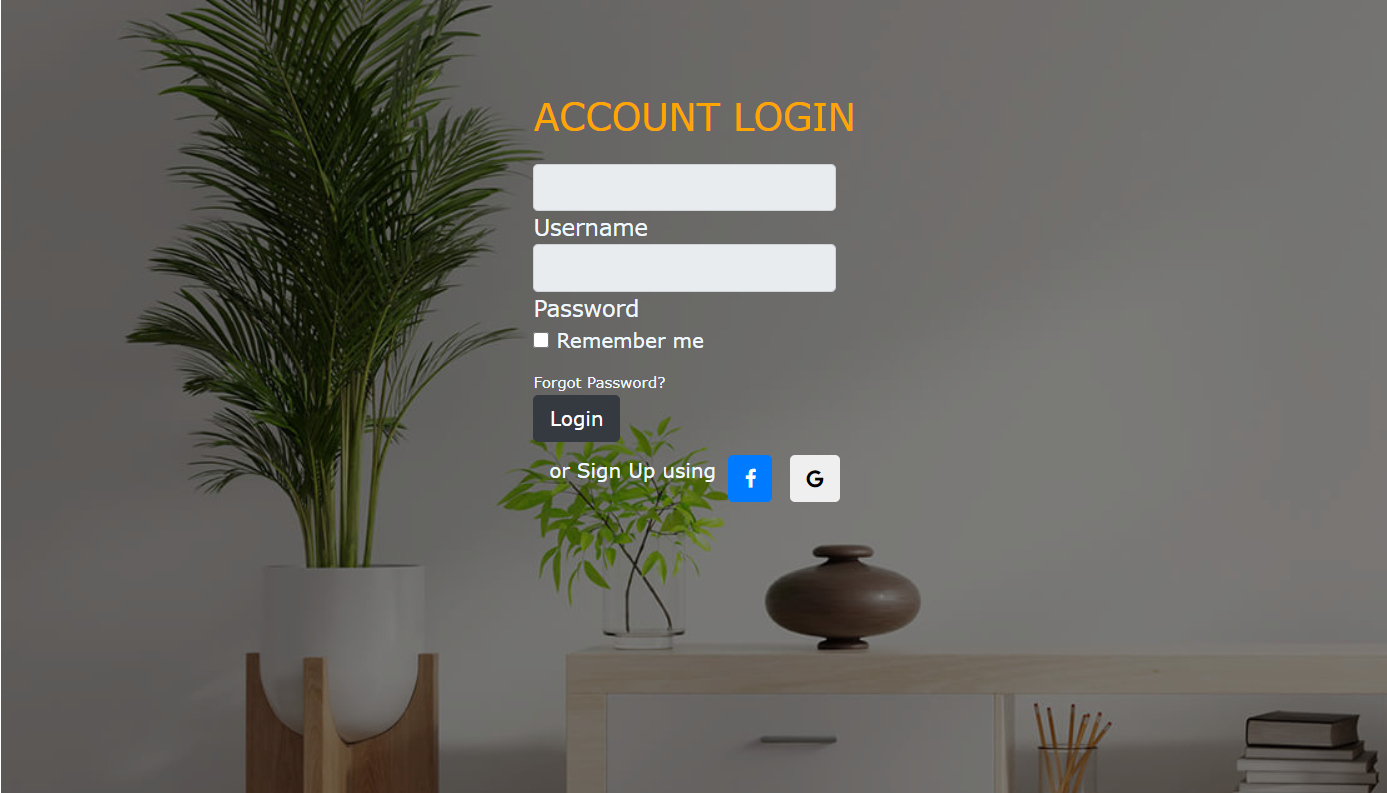 ACCOUNT LOGIN
Username
Password
Remember me
Forgot Password?
Login
or Sign Up using f G